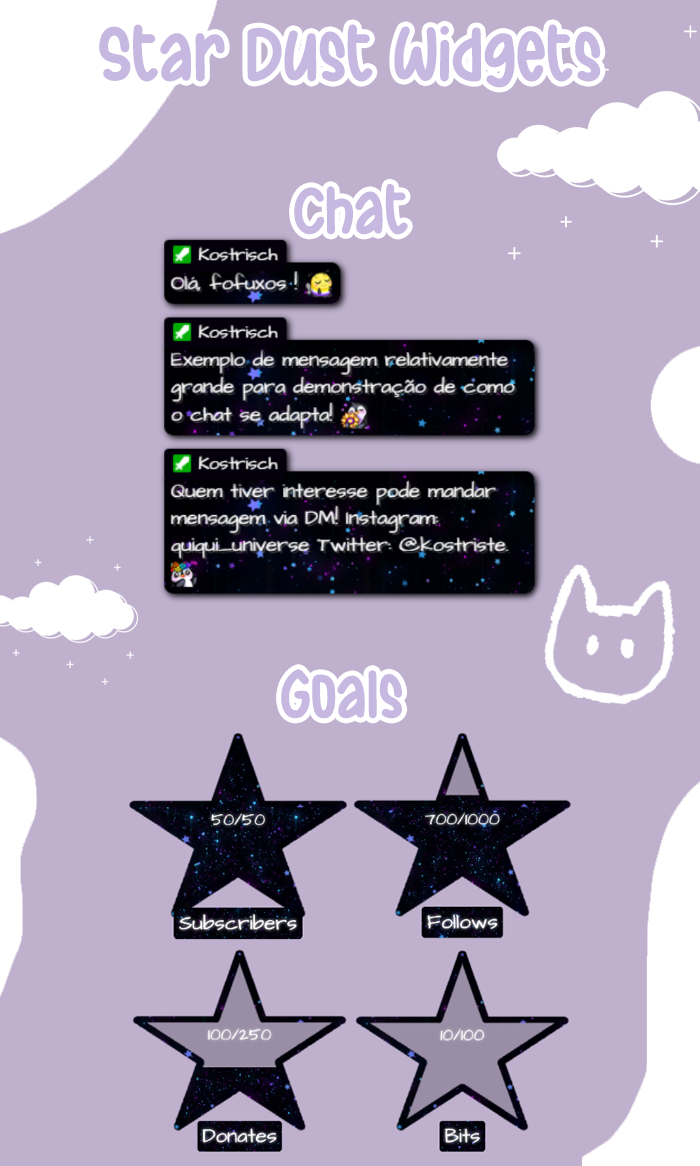 Star Dust Widgets
Chat
Kostrisch
Olá, fofuxos !
Kostrisch
Exemplo de mensagem relativamente
grande para demonstração de como
o chat se adapta!
Kostrisch
Quem tiver interesse pode mandar
mensagem via DM! Instagram:
quiqui_universe Twitter: @Kostriste.
Goals
50/50
700/1000
Subscribers
Follows
100/250
10/100
Donates
Bits